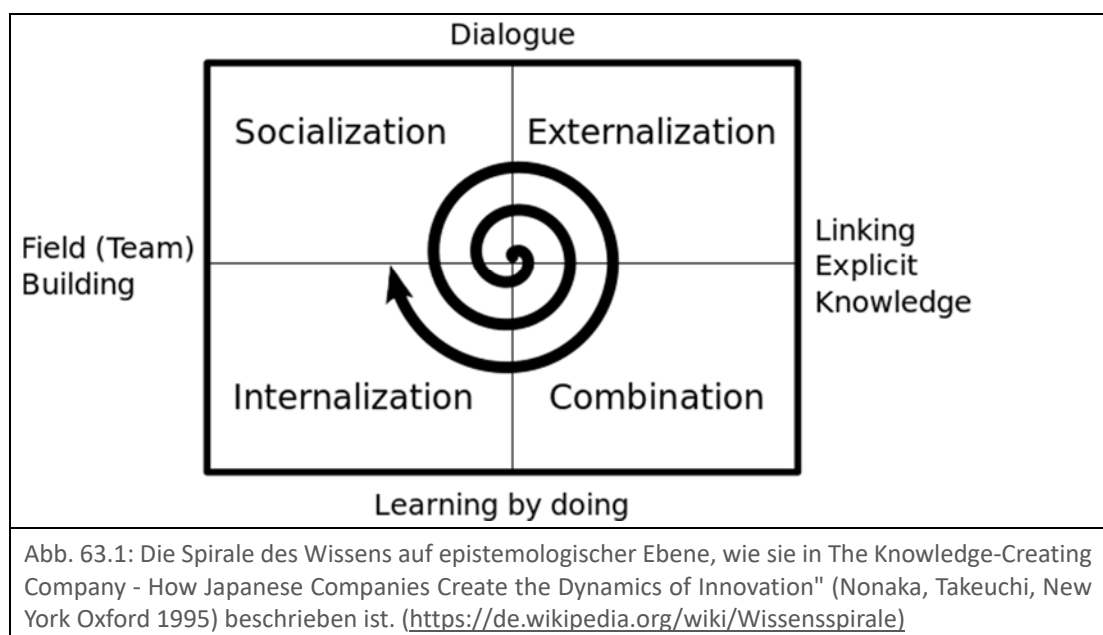 Dialogue
Socialization
Externalization
Field (Team)
Building
Linking
Explicit
Knowledge
Internalization
Combination
Learning by doing
Abb. 63.1: Die Spirale des Wissens auf epistemologischer Ebene, wie sie in The Knowledge-Creating
Company - How Japanese Companies Create the Dynamics of Innovation" (Nonaka, Takeuchi, New
York Oxford 1995) beschrieben ist. (https://de.wikipedia.org/wiki/Wissensspirale)